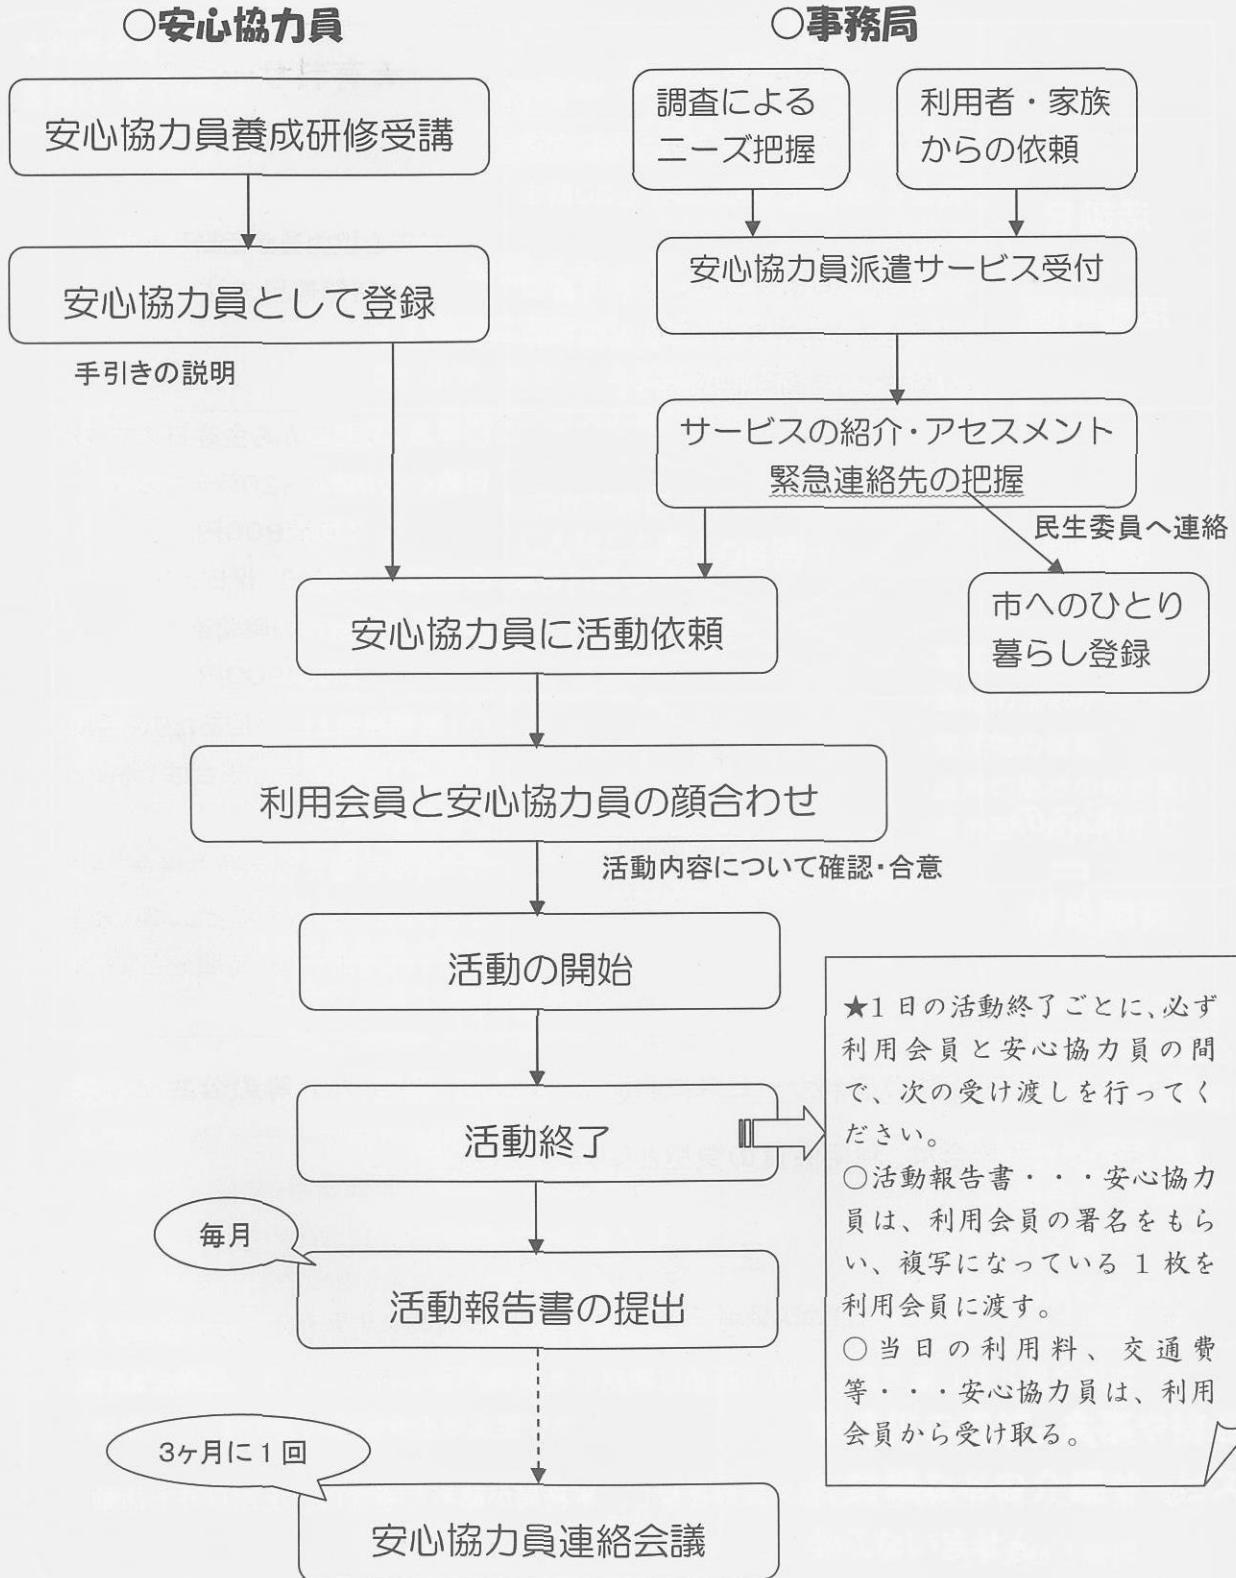 ○安心協力員
○事務局
安心協力員養成研修受講
調査による
ニーズ把握
利用者・家族
からの依頼
安心協力員として登録
安心協力員派遣サービス受付
手引きの説明
サービスの紹介・アセスメント
緊急連絡先の把握
民生委員へ連絡
市へのひとり
暮らし登録
安心協力員に活動依頼
利用会員と安心協力員の顔合わせ
活動内容について確認・合意
活動の開始
活動終了
★1日の活動終了ごとに、必ず
利用会員と安心協力員の間
で、次の受け渡しを行ってく
ださい。
○活動報告書・・・安心協力
員は、利用会員の署名をもら
い、複写になっている 1 枚を
利用会員に渡す。
○当日の利用料、交通費
等・・・安心協力員は、利用
会員から受け取る。
毎月
活動報告書の提出
3ヶ月に1回
安心協力員連絡会議